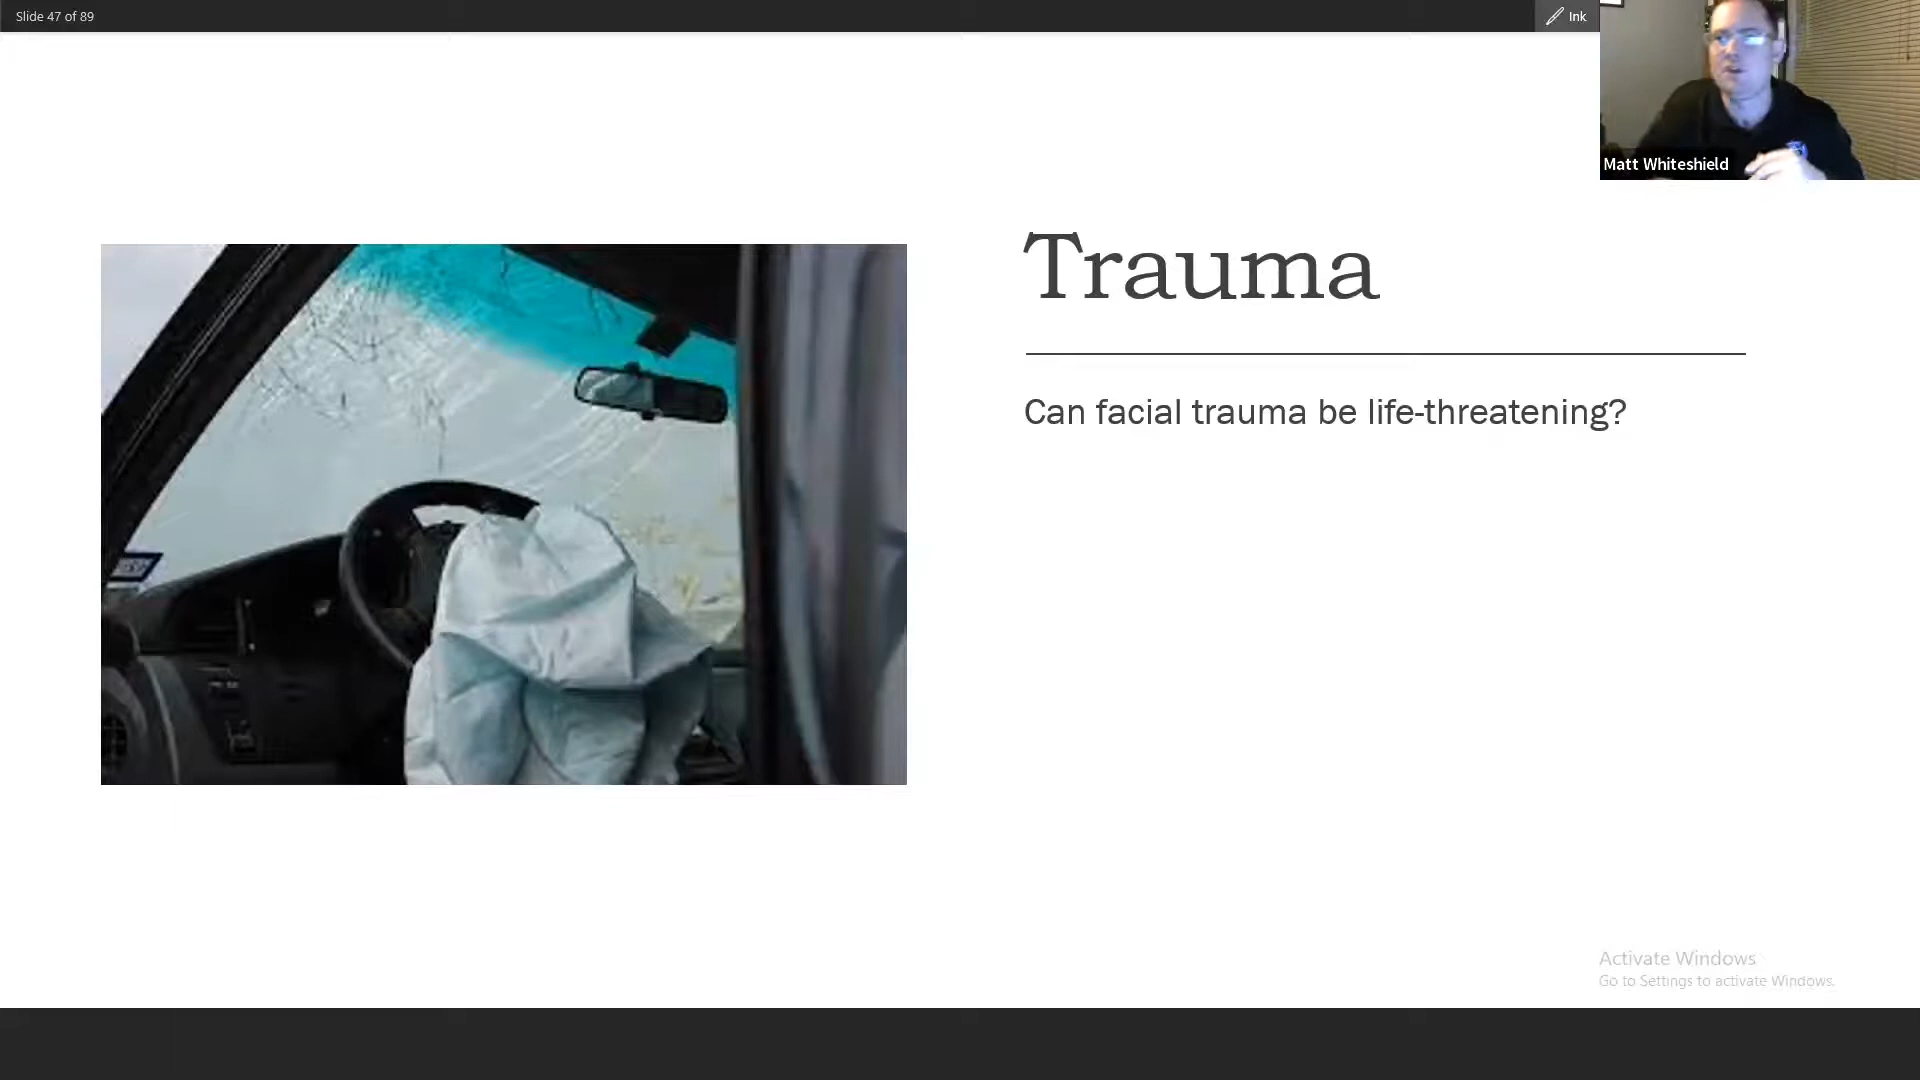 Slide 47 of 89
Ink
Matt Whiteshield
Trauma
Can facial trauma be life-threatening?
Activate Windows
Go to Settings to activate Windows.